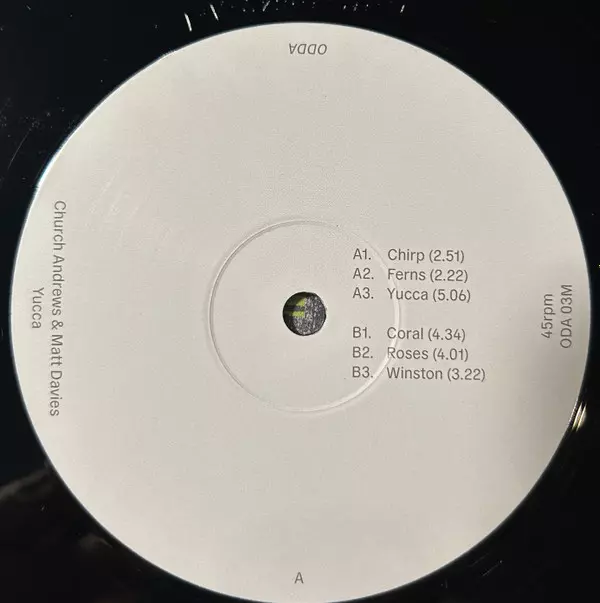 ODDA
Church Andrews & Matt Davies
Yucca
A1. Chirp (2.51)
A2. Ferns (2.22)
A3. Yucca (5.06)
B1. Coral (4.34)
B2. Roses (4.01)
B3. Winston (3.22)
45rpm
ODA 03M
A